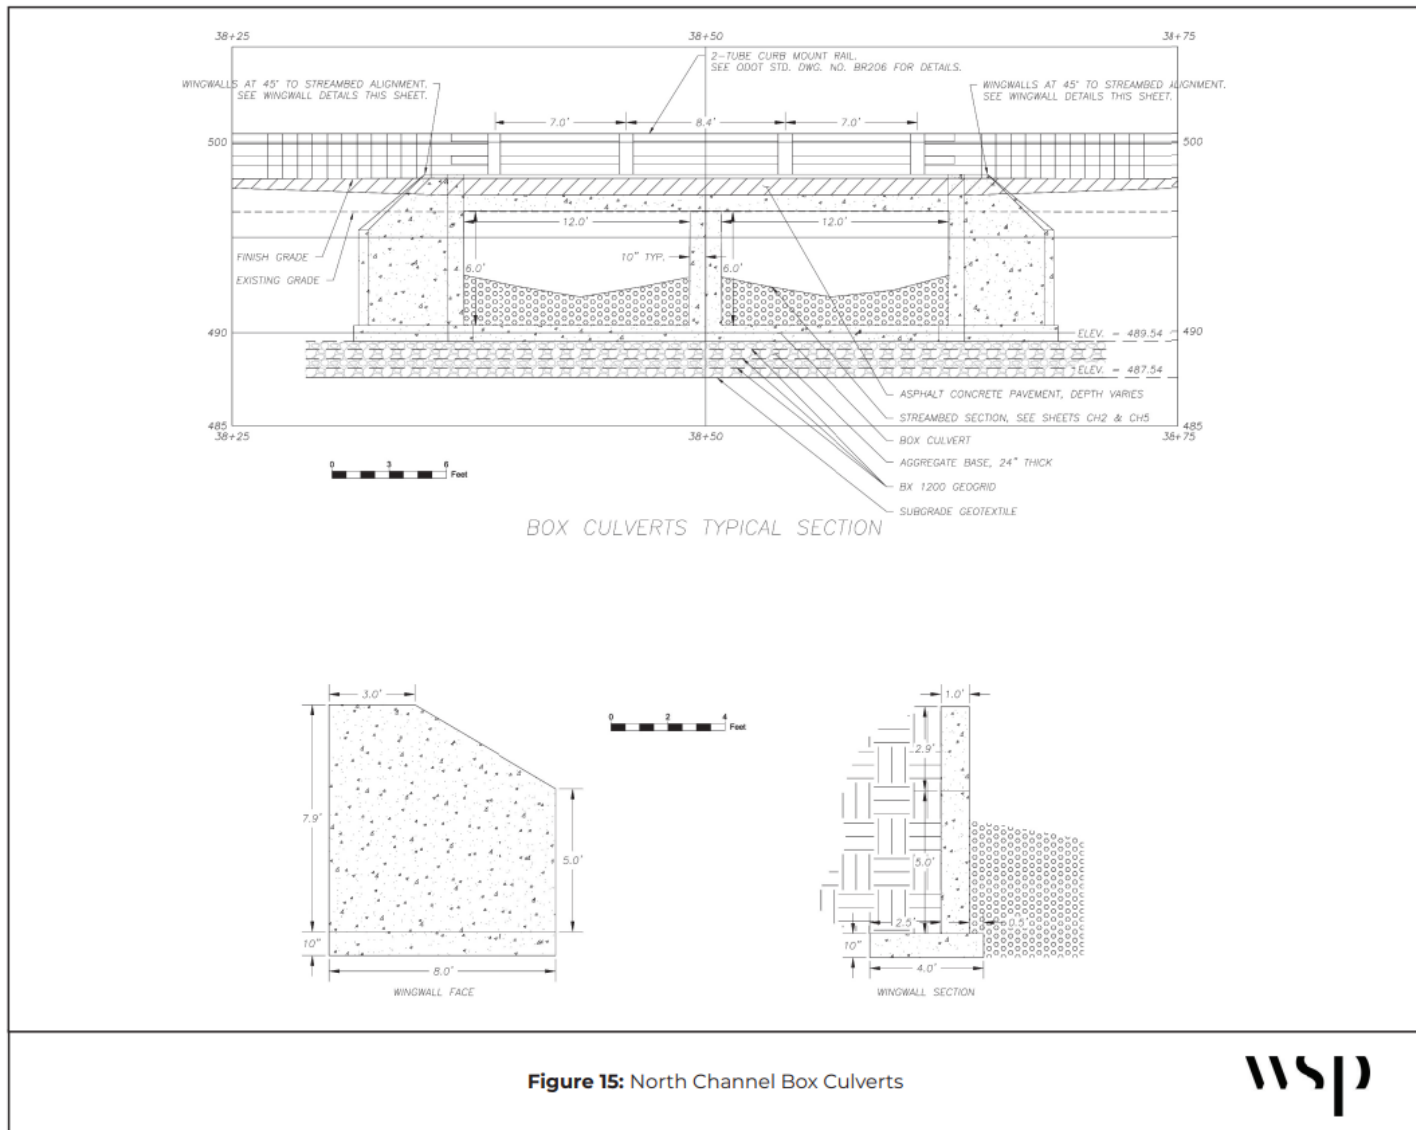 38+25
38+50
38+75
2-TUBE CURB MOUNT RAIL.
SEE ODOT STD. DWG. NO. BR206 FOR DETAILS.
WINGWALLS AT 45° TO STREAMBED ALIGNMENT.
SEE WINGWALL DETAILS THIS SHEET.
WINGWALLS AT 45° TO STREAMBED ALIGNMENT.
SEE WINGWALL DETAILS THIS SHEET.
7.0'
8.4'
7.0'
500
500
12.0'
12.0'
FINISH GRADE
10" TYP.
6.0'
6.0'
EXISTING GRADE
490
ELEV. = 489.54
490
ELEV. = 487.54
ASPHALT CONCRETE PAVEMENT, DEPTH VARIES
STREAMBED SECTION, SEE SHEETS CH2 & CH5
485
485
38+25
38+50
38+75
BOX CULVERT
AGGREGATE BASE, 24" THICK
BX 1200 GEOGRID
SUBGRADE GEOTEXTILE
0 3 6
Feet
BOX CULVERTS TYPICAL SECTION
3.0'
7.9'
5.0'
10"
8.0'
WINGWALL FACE
0 2 4
Feet
1.0'
2.9'
5.0'
2.5'
0.5'
10"
4.0'
WINGWALL SECTION
Figure 15: North Channel Box Culverts
wsp